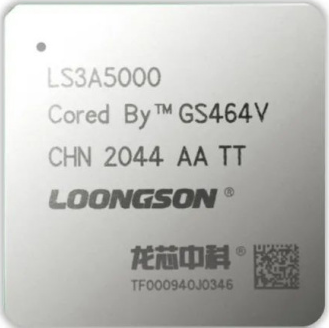 LS3A5000
Cored By™ GS464V
CHN 2044 AA TT
LOONGSON®
龙芯中科®
TF000940J0346